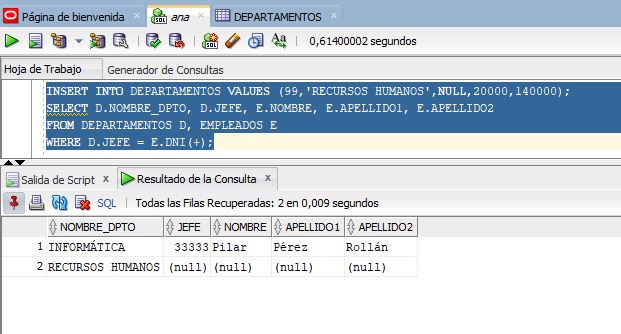 Página de bienvenida ana DEPARTAMENTOS
0,61400002 segundos
Hoja de Trabajo Generador de Consultas
INSERT INTO DEPARTAMENTOS VALUES (99,'RECURSOS HUMANOS',NULL,20000,140000);
SELECT D.NOMBRE_DPTO, D.JEFE, E.NOMBRE, E.APELLIDO1, E.APELLIDO2
FROM DEPARTAMENTOS D, EMPLEADOS E
WHERE D.JEFE = E.DNI(+);
Salida de Script Resultado de la Consulta
SQL Todas las Filas Recuperadas: 2 en 0,009 segundos
NOMBRE_DPTO JEFE NOMBRE APELLIDO1 APELLIDO2
1 INFORMÁTICA 33333 Pilar Pérez Rollán
2 RECURSOS HUMANOS (null) (null) (null) (null)